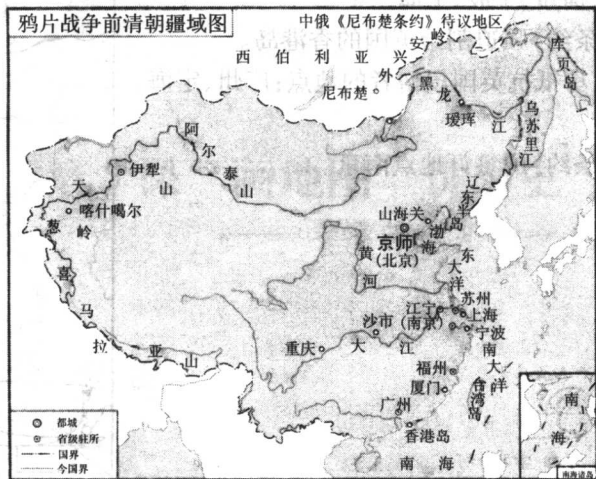 鸦片战争前清朝疆域图
中俄《尼布楚条约》待议地区
西伯利亚
外兴安岭
库页岛
尼布楚
黑龙江
瑷珲
乌苏里江
阿尔泰山
伊犁
天山
喀什噶尔
葱岭
辽东半岛
山海关
渤海
京师
(北京)
黄河
东大洋
喜马拉亚山
江宁
(南京)
苏州
上海
宁波
沙市
重庆
大江
南大洋
福州
厦门
台湾岛
广州
香港岛
南海
南海
南海诸岛
都城
省级驻所
国界
今国界